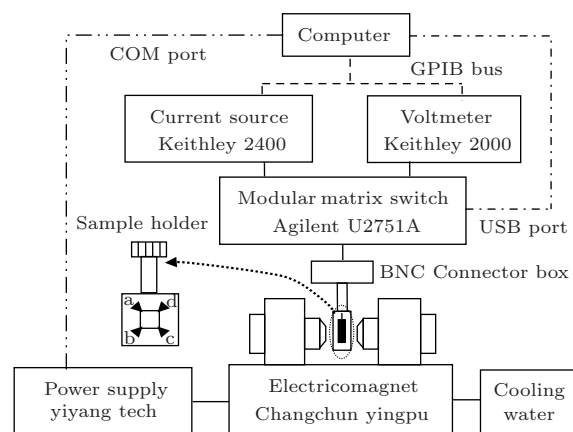 Computer
COM port
GPIB bus
Current source
Keithley 2400
Voltmeter
Keithley 2000
Modular matrix switch
Agilent U2751A
Sample holder
USB port
BNC Connector box
a
d
b
c
Power supply
yiyang tech
Electricomagnet
Changchun yingpu
Cooling
water